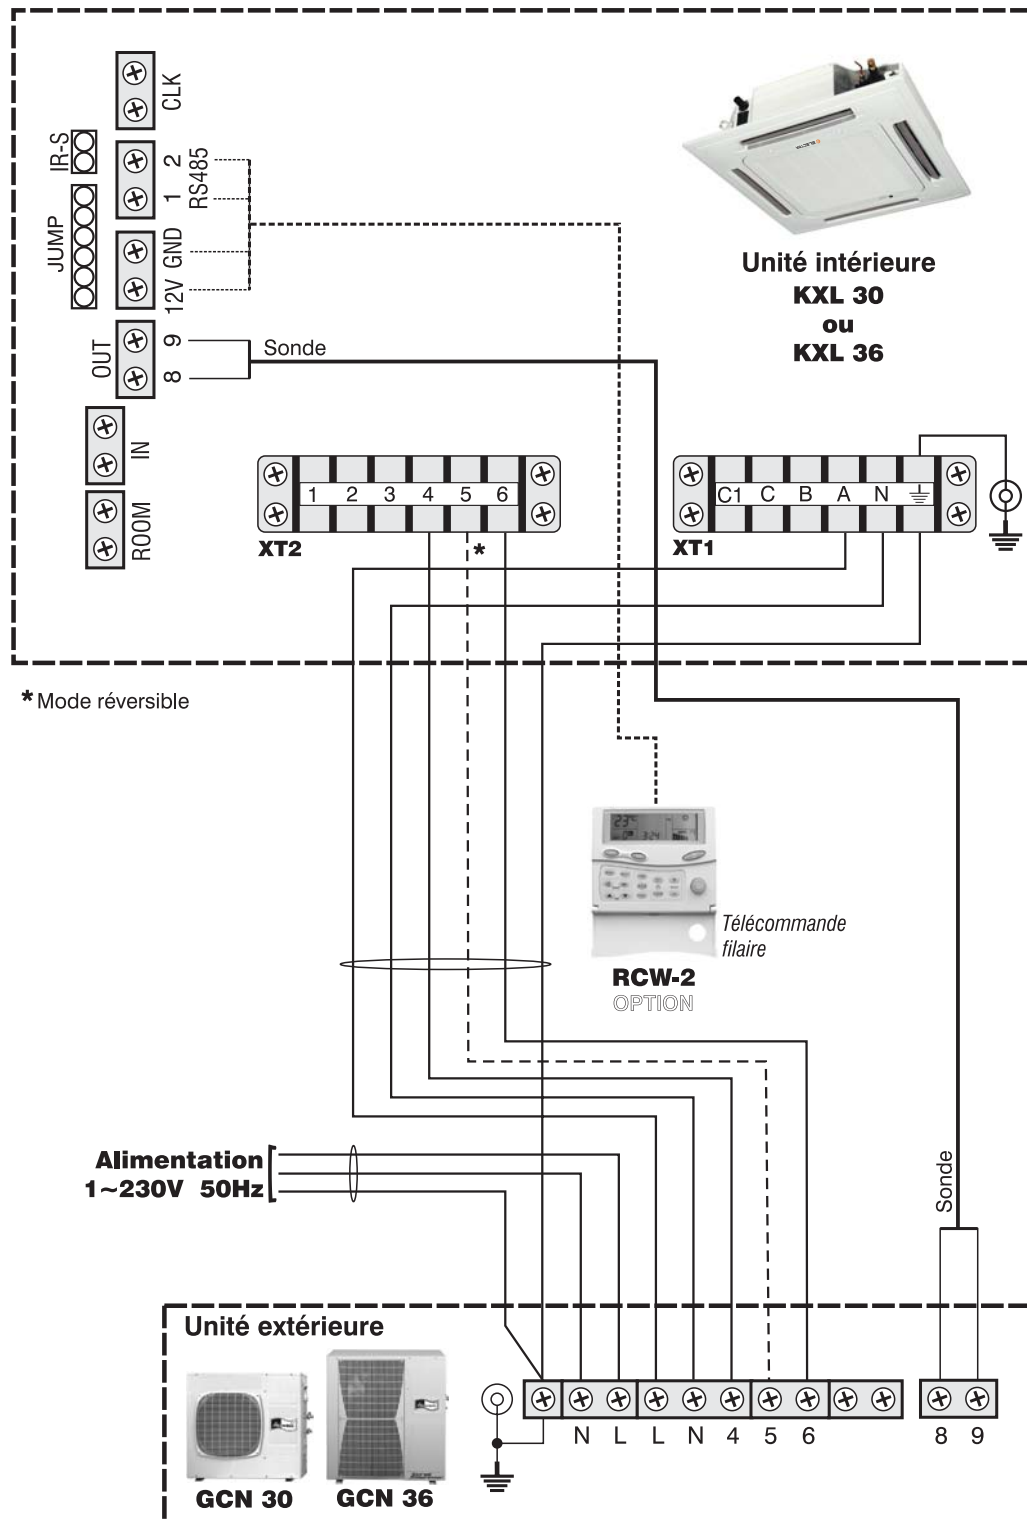 CLK
IR-S
2
1
RS485
JUMP
GND
12V
OUT
9
8
Sonde
IN
ROOM
Unité intérieure
KXL 30
ou
KXL 36
1 2 3 4 5 6
XT2
*
C1 C B A N
XT1
* Mode réversible
Télécommande
filaire
RCW-2
OPTION
Alimentation
1~230V 50Hz
Sonde
Unité extérieure
GCN 30
GCN 36
N L L N 4 5 6
8 9